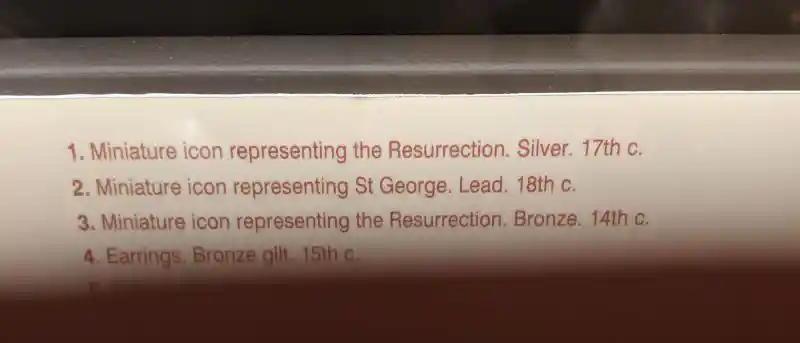 1. Miniature icon representing the Resurrection. Silver. 17th c.
2. Miniature icon representing St George. Lead. 18th c.
3. Miniature icon representing the Resurrection. Bronze. 14th c.
4. Earrings. Bronze gilt. 15th c.